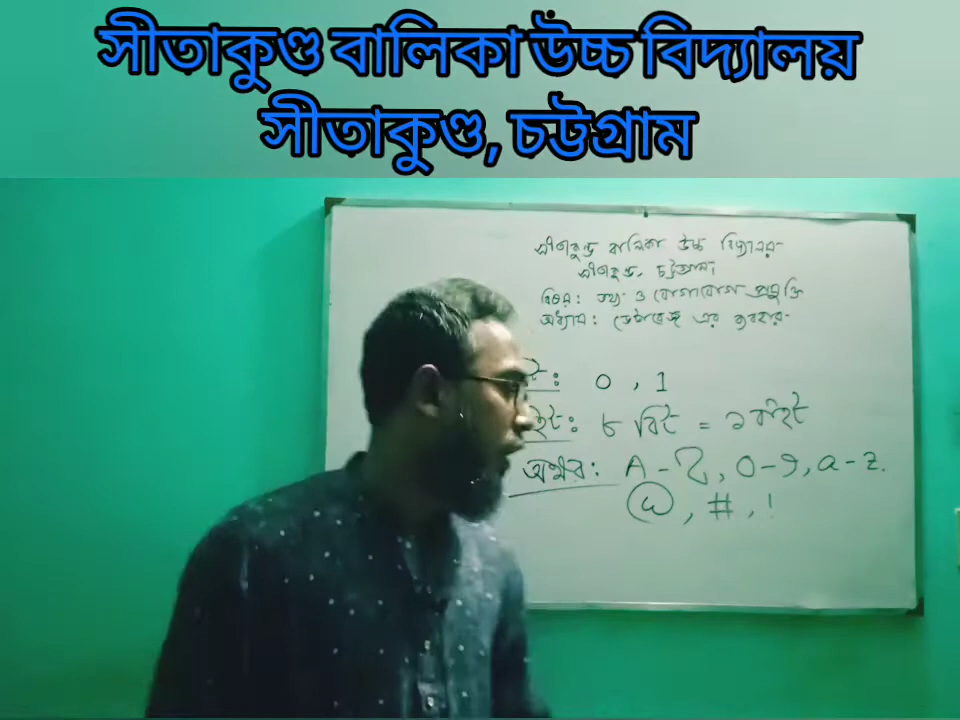 সীতাকুণ্ড বালিকা উচ্চ বিদ্যালয়
সীতাকুণ্ড, চট্টগ্রাম
সীতাকুন্ড বালিকা উচ্চ বিদ্যালয়
সীতাকুন্ড, চট্টগ্রাম।
বিষয়: তথ্য ও যোগাযোগ প্রযুক্তি
অধ্যায়: ডেটাবেজ এর ব্যবহার
ট: 0, 1
ইট: ৮ বিট = ১ বাইট
অক্ষর: A-Z, 0-9, a-z.
@, #, !